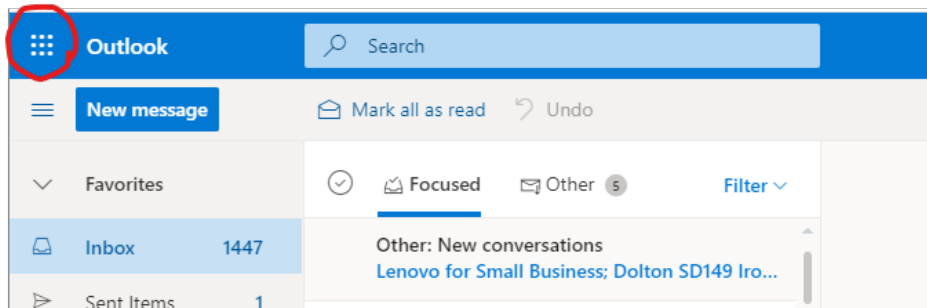 Outlook
Search
New message
Mark all as read
Undo
Favorites
Focused
Other 5
Filter
Inbox 1447
Other: New conversations
Lenovo for Small Business; Dolton SD149 Iro...
Sent Items 1